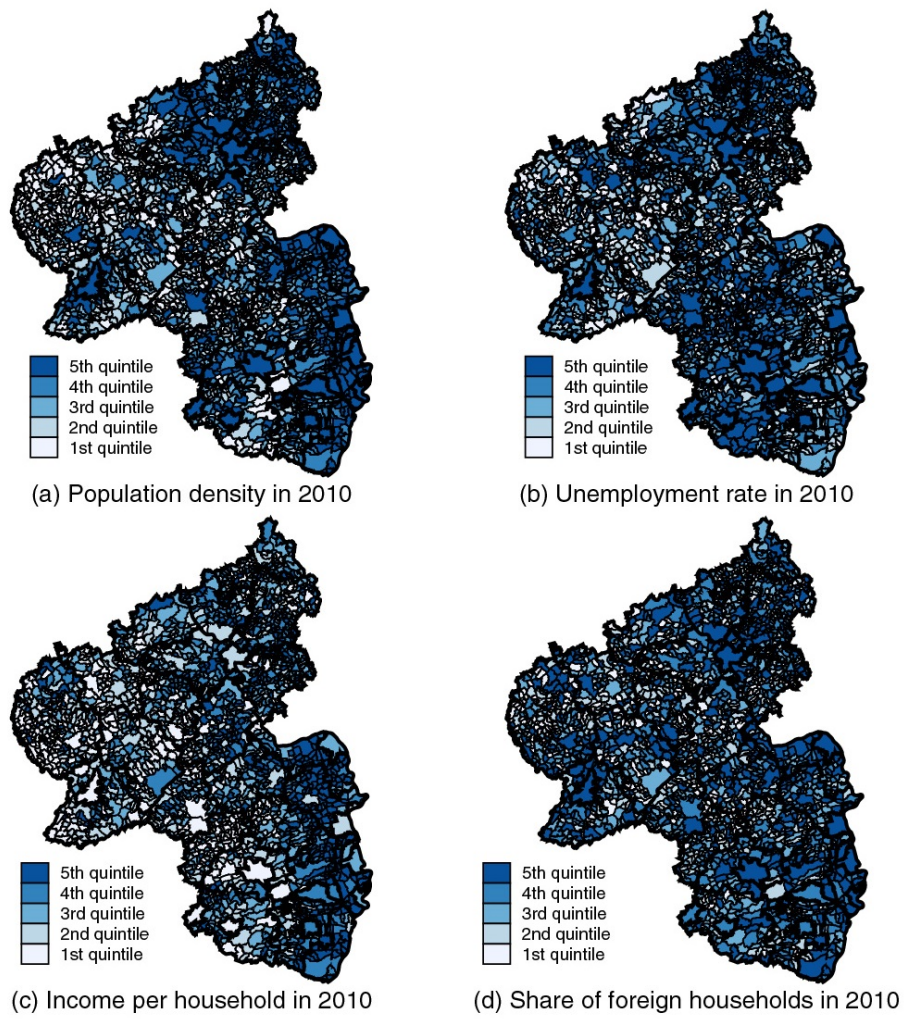 5th quintile
4th quintile
3rd quintile
2nd quintile
1st quintile
(a) Population density in 2010
5th quintile
4th quintile
3rd quintile
2nd quintile
1st quintile
(b) Unemployment rate in 2010
5th quintile
4th quintile
3rd quintile
2nd quintile
1st quintile
(c) Income per household in 2010
5th quintile
4th quintile
3rd quintile
2nd quintile
1st quintile
(d) Share of foreign households in 2010